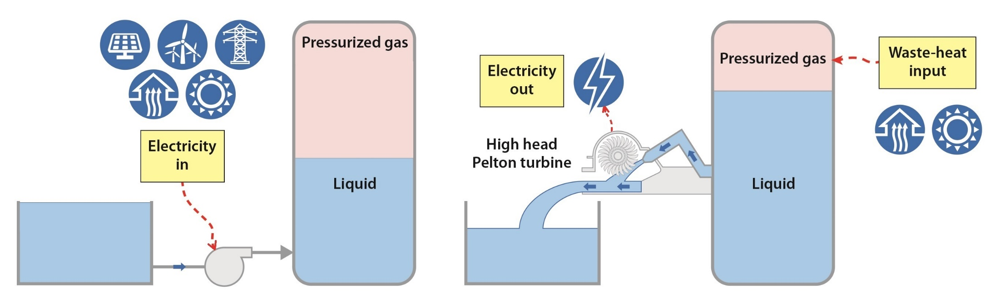 Pressurized gas
Electricity
in
Liquid
Electricity
out
High head
Pelton turbine
Pressurized gas
Liquid
Waste-heat
input